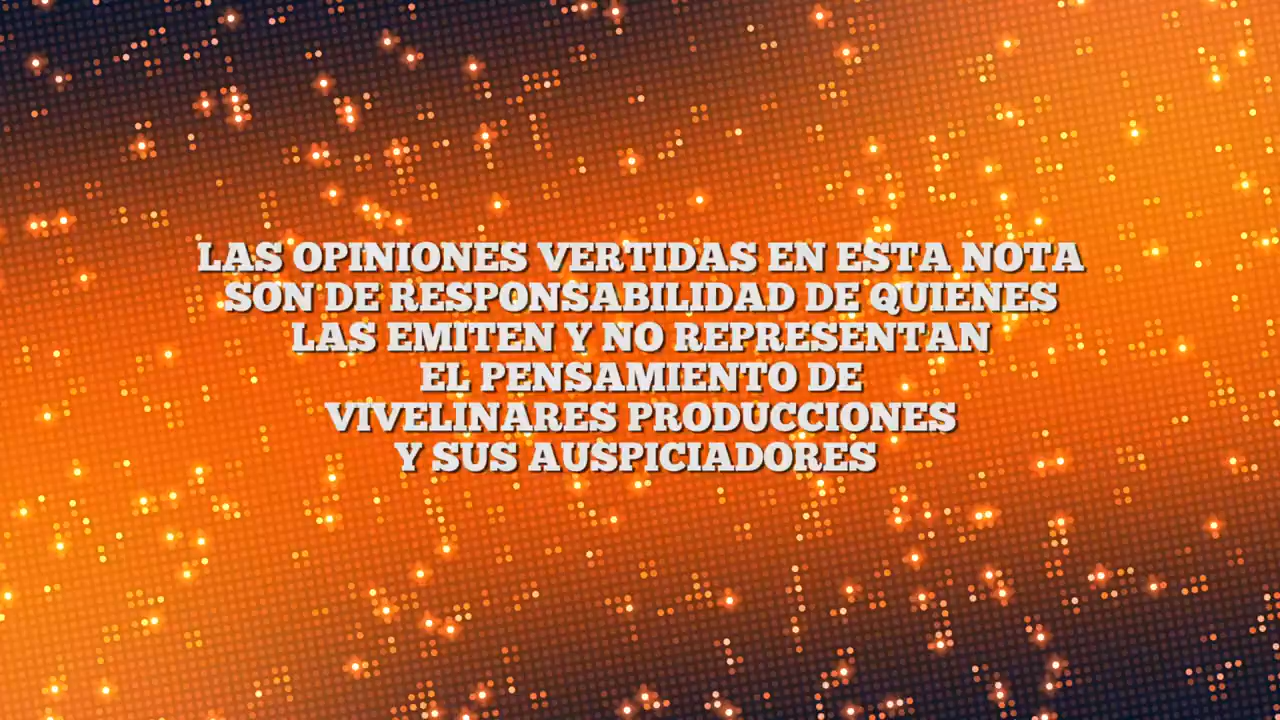 LAS OPINIONES VERTIDAS EN ESTA NOTA
SON DE RESPONSABILIDAD DE QUIENES
LAS EMITEN Y NO REPRESENTAN
EL PENSAMIENTO DE
VIVELINARES PRODUCCIONES
Y SUS AUSPICIADORES